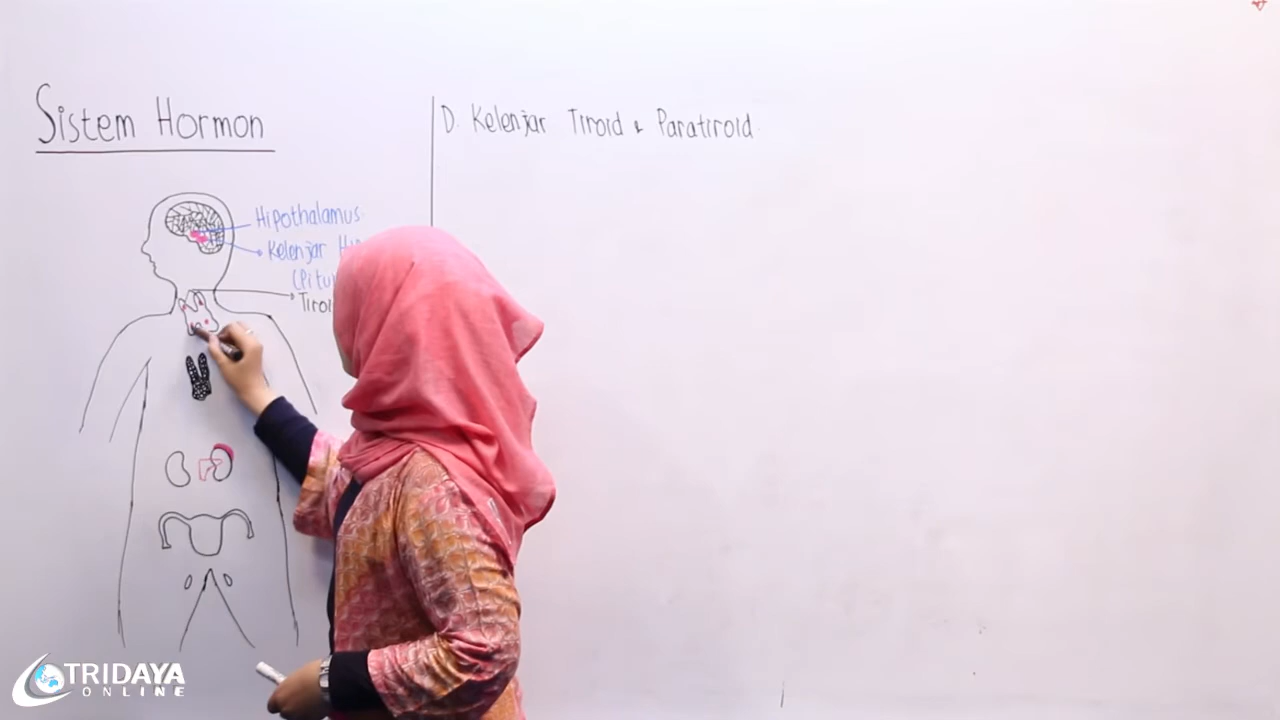 Sistem Hormon
D. Kelenjar Tiroid & Paratiroid
Hipothalamus
Kelenjar
TRIDAYA
ONLINE